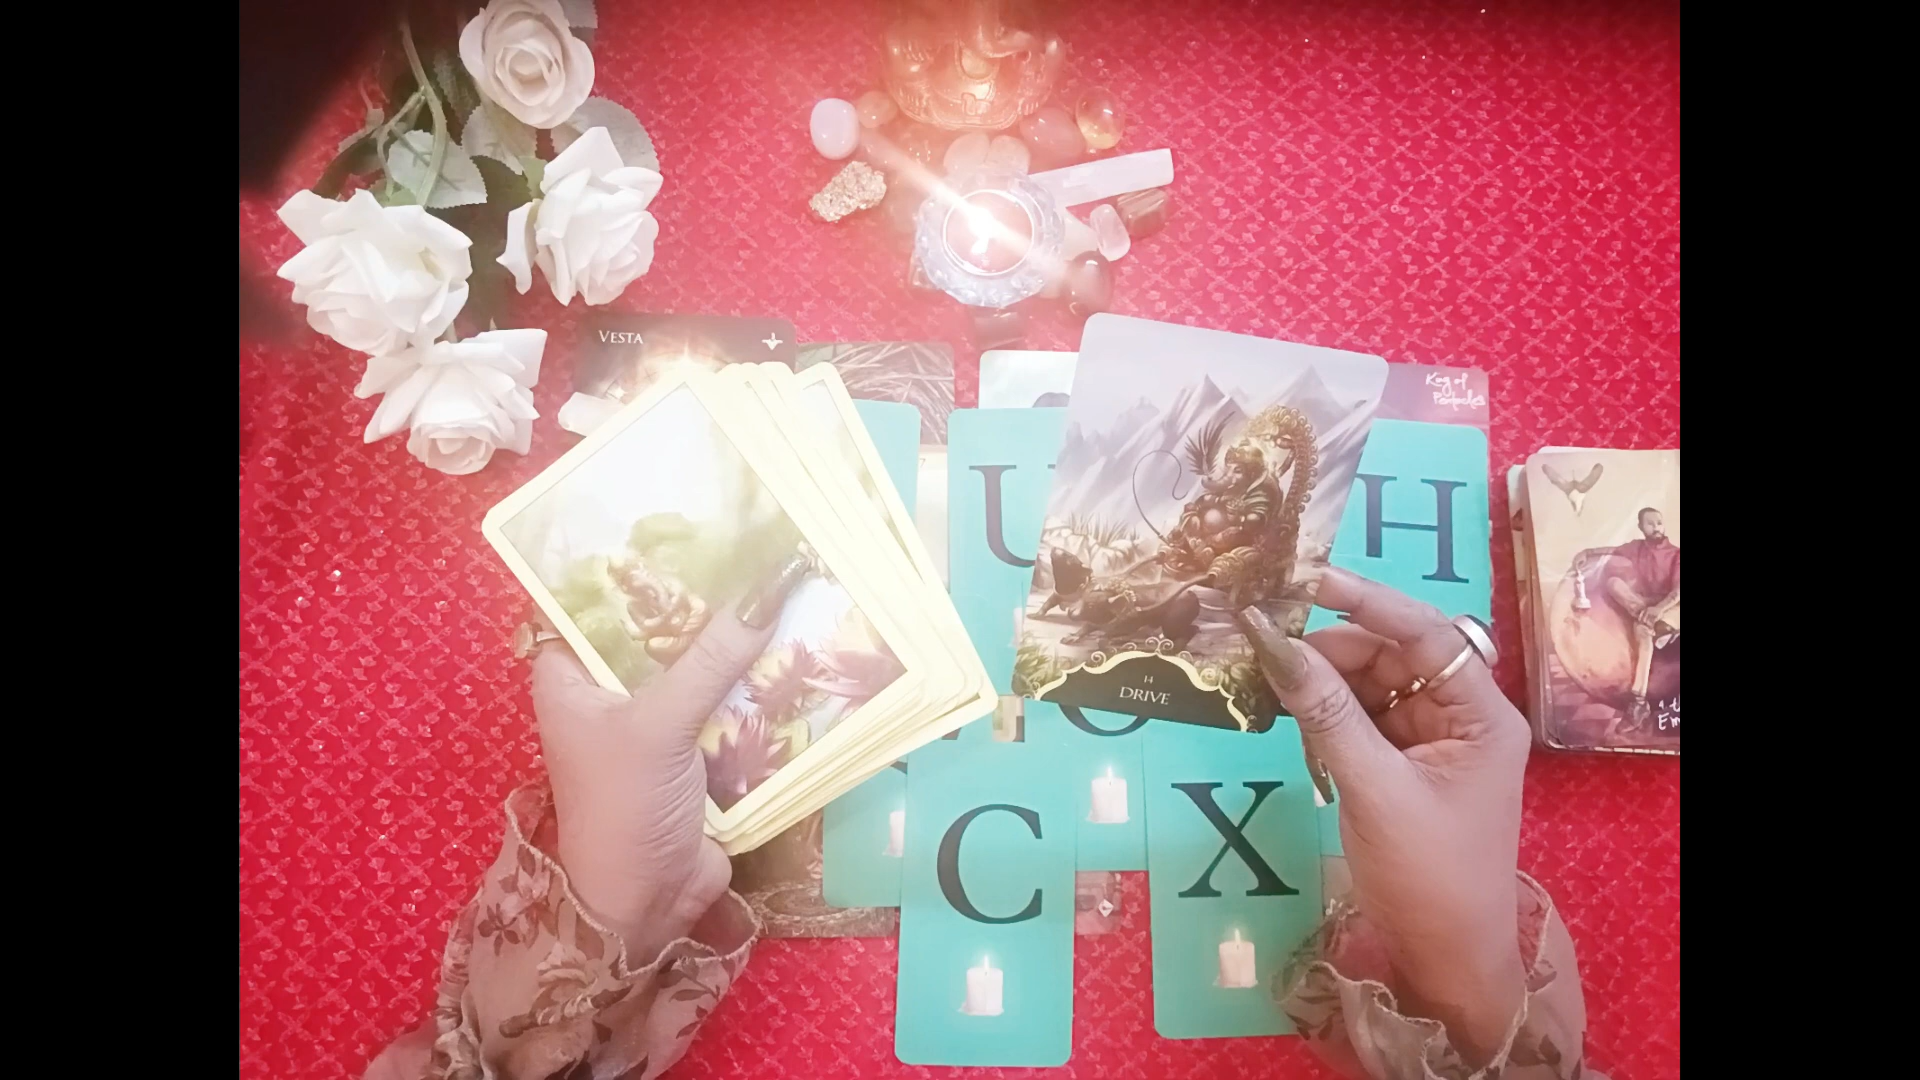 VESTA
King of
Pentacles
U
H
14
DRIVE
C
X